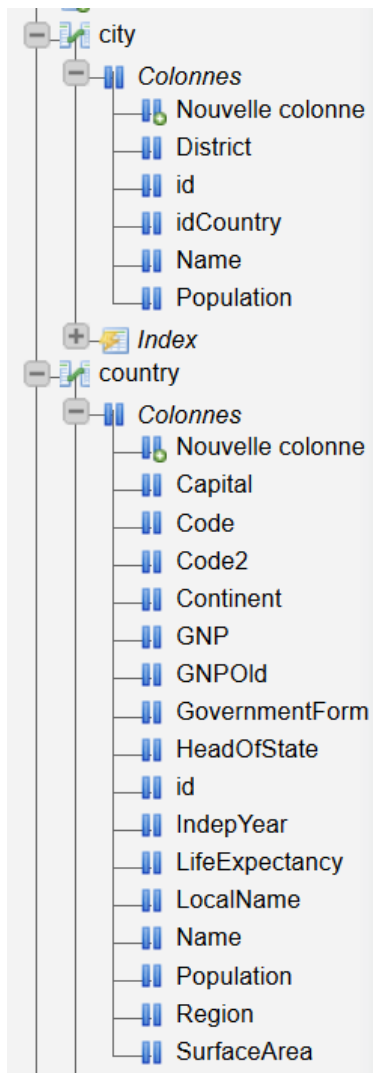 city
Colonnes
Nouvelle colonne
District
id
idCountry
Name
Population
Index
country
Colonnes
Nouvelle colonne
Capital
Code
Code2
Continent
GNP
GNPOld
GovernmentForm
HeadOfState
id
IndepYear
LifeExpectancy
LocalName
Name
Population
Region
SurfaceArea